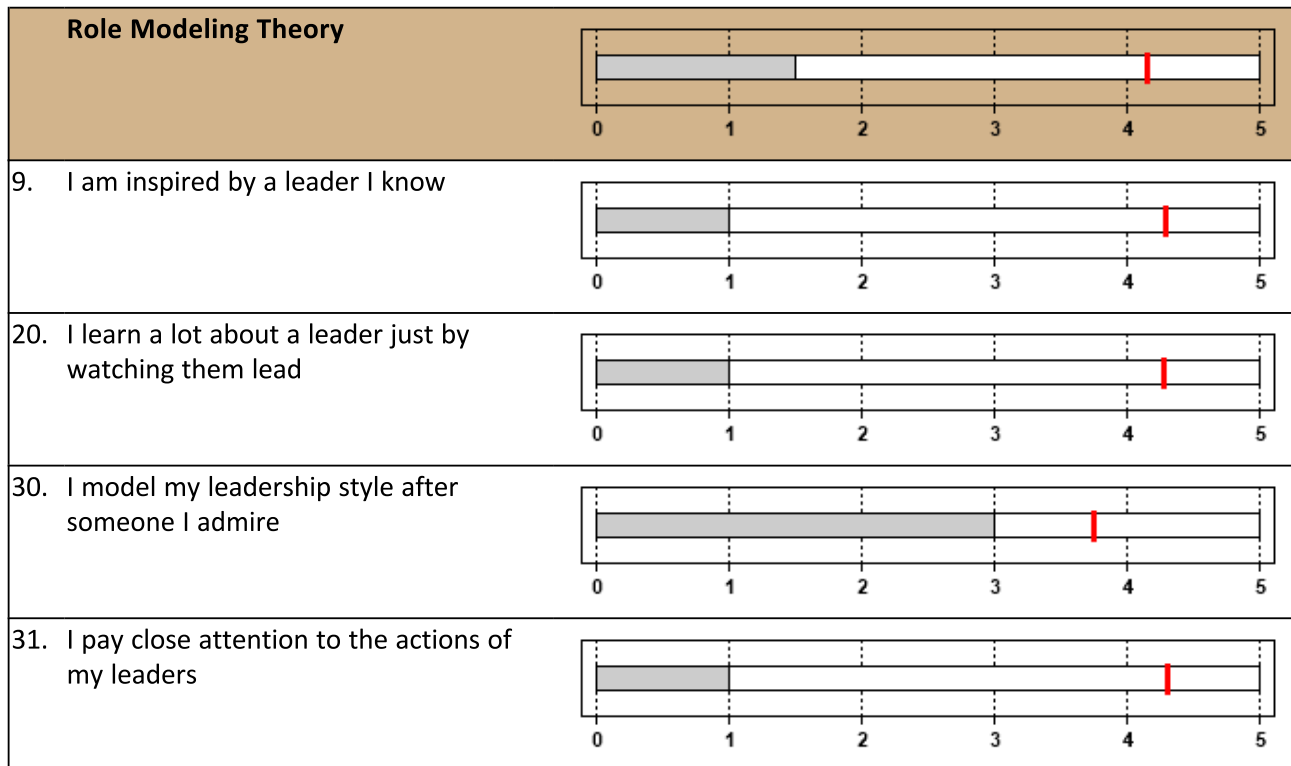 Role Modeling Theory
0 1 2 3 4 5
9. I am inspired by a leader I know
0 1 2 3 4 5
20. I learn a lot about a leader just by
watching them lead
0 1 2 3 4 5
30. I model my leadership style after
someone I admire
0 1 2 3 4 5
31. I pay close attention to the actions of
my leaders
0 1 2 3 4 5